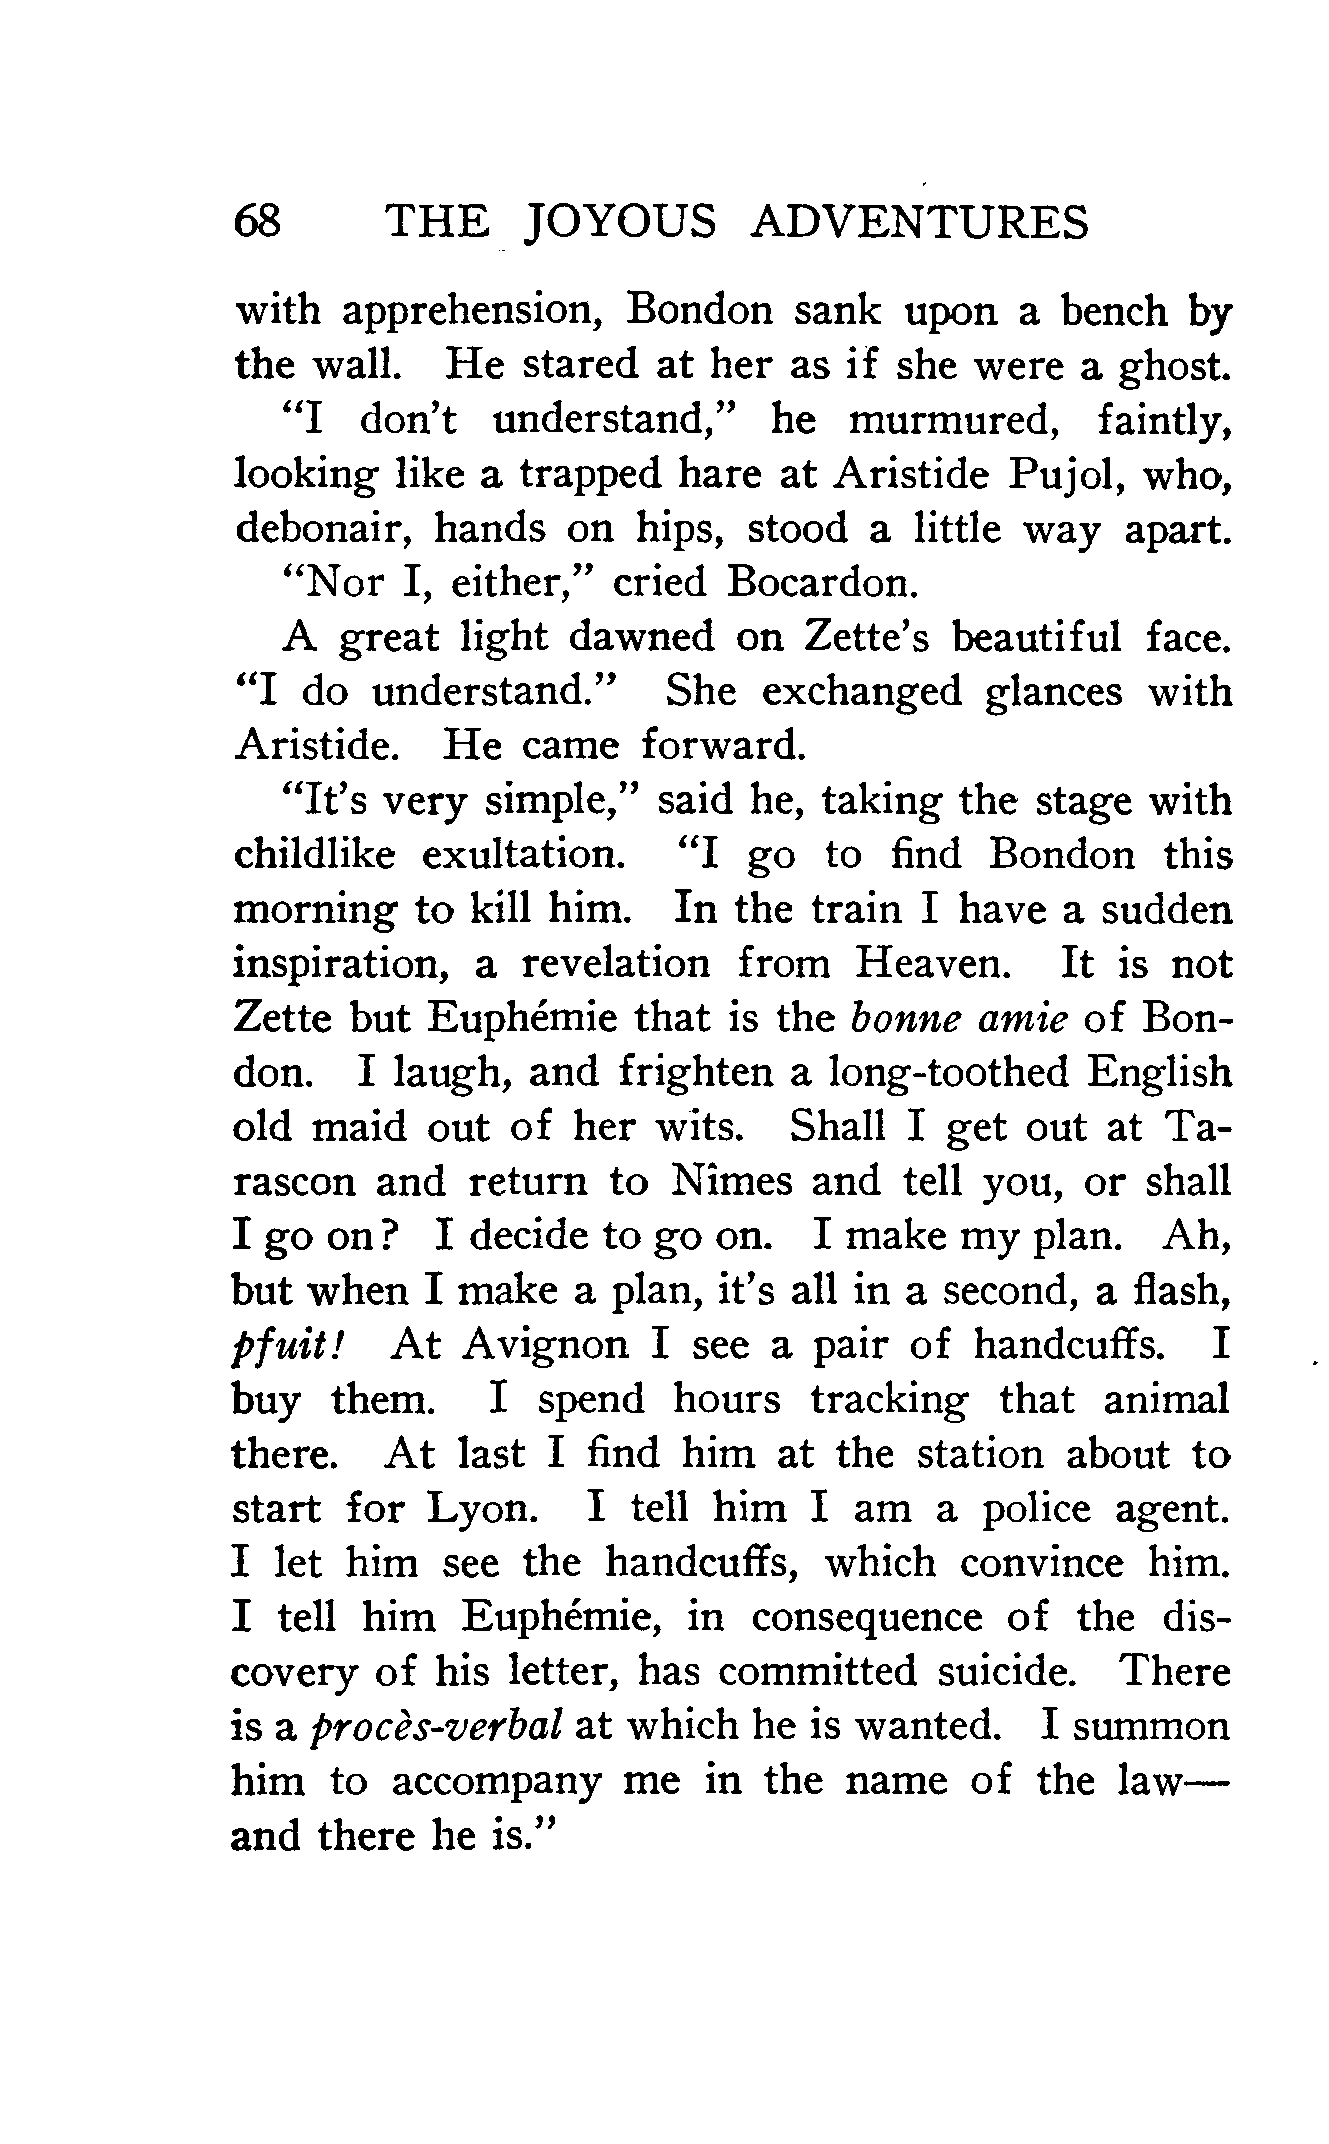 68 THE JOYOUS ADVENTURES
with apprehension, Bondon sank upon a bench by
the wall. He stared at her as if she were a ghost.
"I don't understand," he murmured, faintly,
looking like a trapped hare at Aristide Pujol, who,
debonair, hands on hips, stood a little way apart.
"Nor I, either," cried Bocardon.
A great light dawned on Zette's beautiful face.
"I do understand." She exchanged glances with
Aristide. He came forward.
"It's very simple," said he, taking the stage with
childlike exultation. "I go to find Bondon this
morning to kill him. In the train I have a sudden
inspiration, a revelation from Heaven. It is not
Zette but Euphémie that is the bonne amie of Bon-
don. I laugh, and frighten a long-toothed English
old maid out of her wits. Shall I get out at Ta-
rascon and return to Nîmes and tell you, or shall
I go on? I decide to go on. I make my plan. Ah,
but when I make a plan, it's all in a second, a flash,
pfuit! At Avignon I see a pair of handcuffs. I
buy them. I spend hours tracking that animal
there. At last I find him at the station about to
start for Lyon. I tell him I am a police agent.
I let him see the handcuffs, which convince him.
I tell him Euphémie, in consequence of the dis-
covery of his letter, has committed suicide. There
is a procès-verbal at which he is wanted. I summon
him to accompany me in the name of the law—
and there he is."